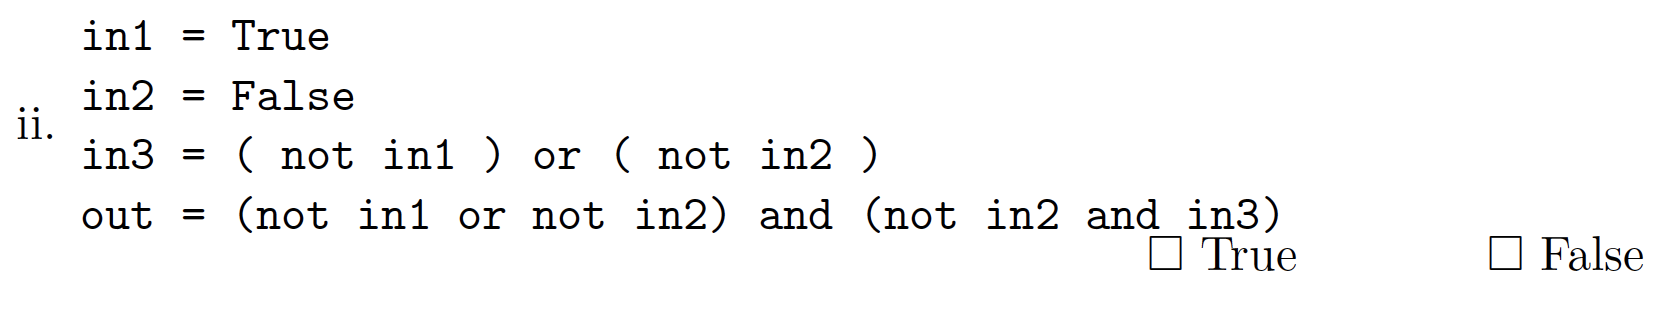 in1 = True
in2 = False
ii.
in3 = ( not in1 ) or ( not in2 )
out = (not in1 or not in2) and (not in2 and in3)
□ True □ False